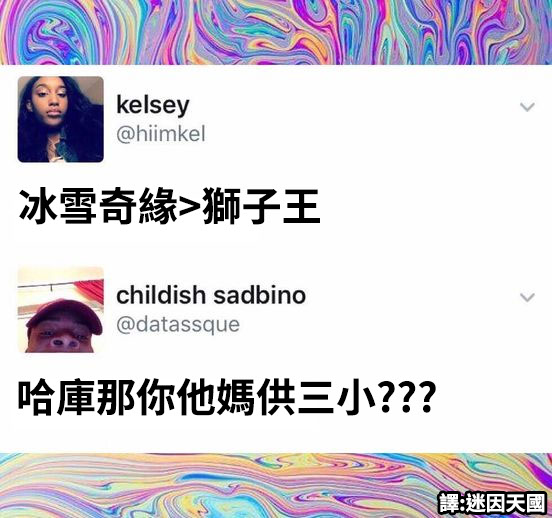 kelsey
@hiimkel
冰雪奇緣>獅子王
childish sadbino
@datassque
哈庫那你他媽供三小???
譯:迷因天國